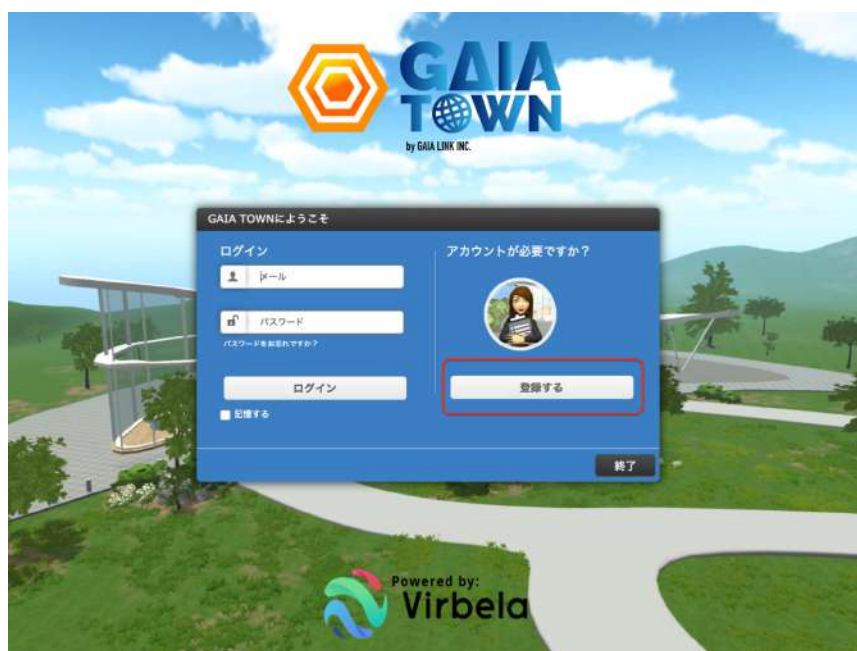 GAIA
TOWN
by GAIA LINK INC.
GAIA TOWNにようこそ
ログイン
メール
パスワード
パスワードをお忘れですか？
ログイン
記憶する
アカウントが必要ですか？
登録する
終了
Powered by:
Virbela